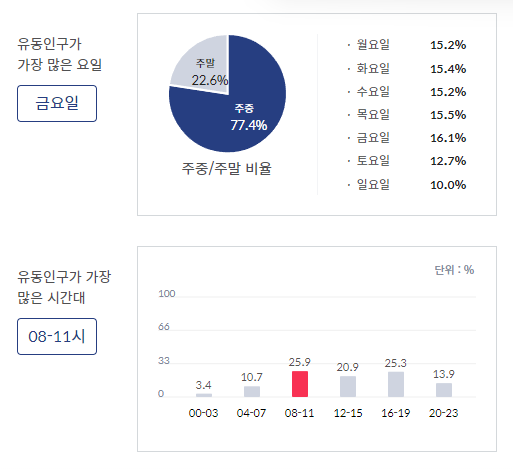 유동인구가
가장 많은 요일
금요일
주말
22.6%
주중
77.4%
주중/주말 비율
· 월요일 15.2%
· 화요일 15.4%
· 수요일 15.2%
· 목요일 15.5%
· 금요일 16.1%
· 토요일 12.7%
· 일요일 10.0%
유동인구가 가장
많은 시간대
08-11시
단위 : %
100
66
33
0
3.4 10.7 25.9 20.9 25.3 13.9
00-03 04-07 08-11 12-15 16-19 20-23